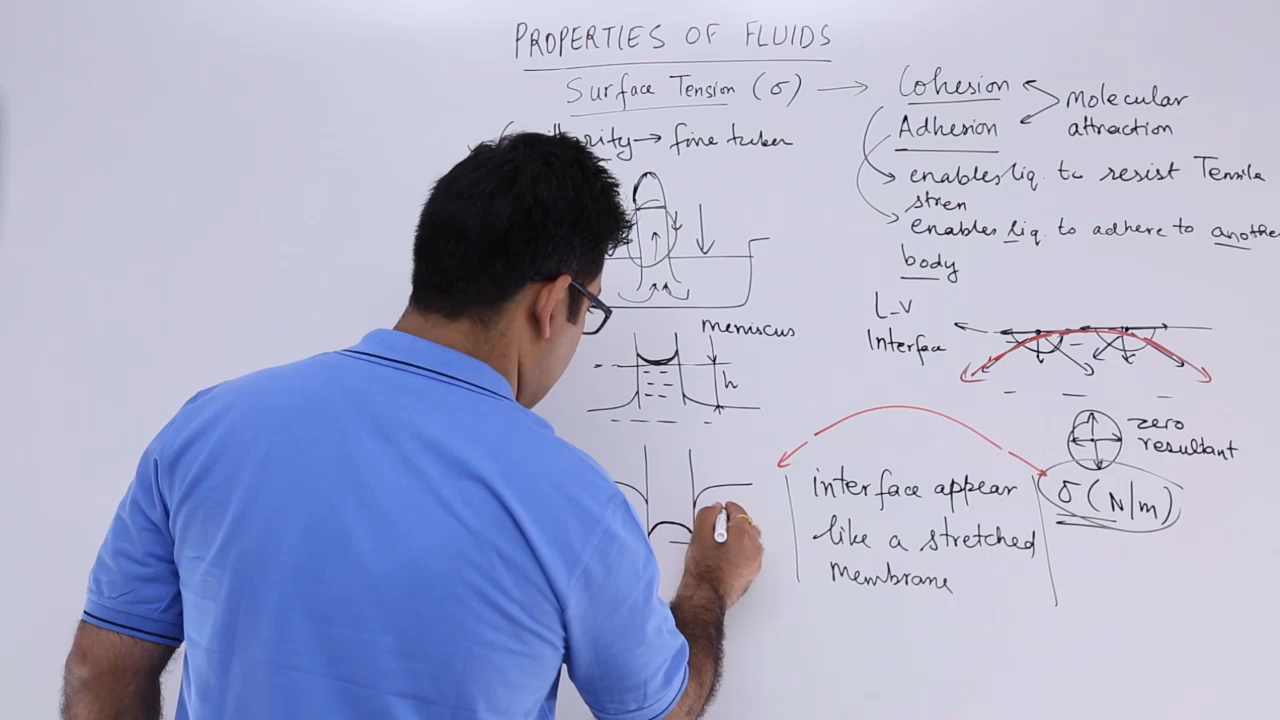 PROPERTIES OF FLUIDS
Surface Tension (σ) → Cohesion
Adhesion
Molecular
attraction
→ fine tubes
enables liq. to resist Tensile
stren
enables liq. to adhere to another
body
L-V
Interface
meniscus
h
zero
resultant
interface appear
like a stretched
Membrane
σ (N/m)